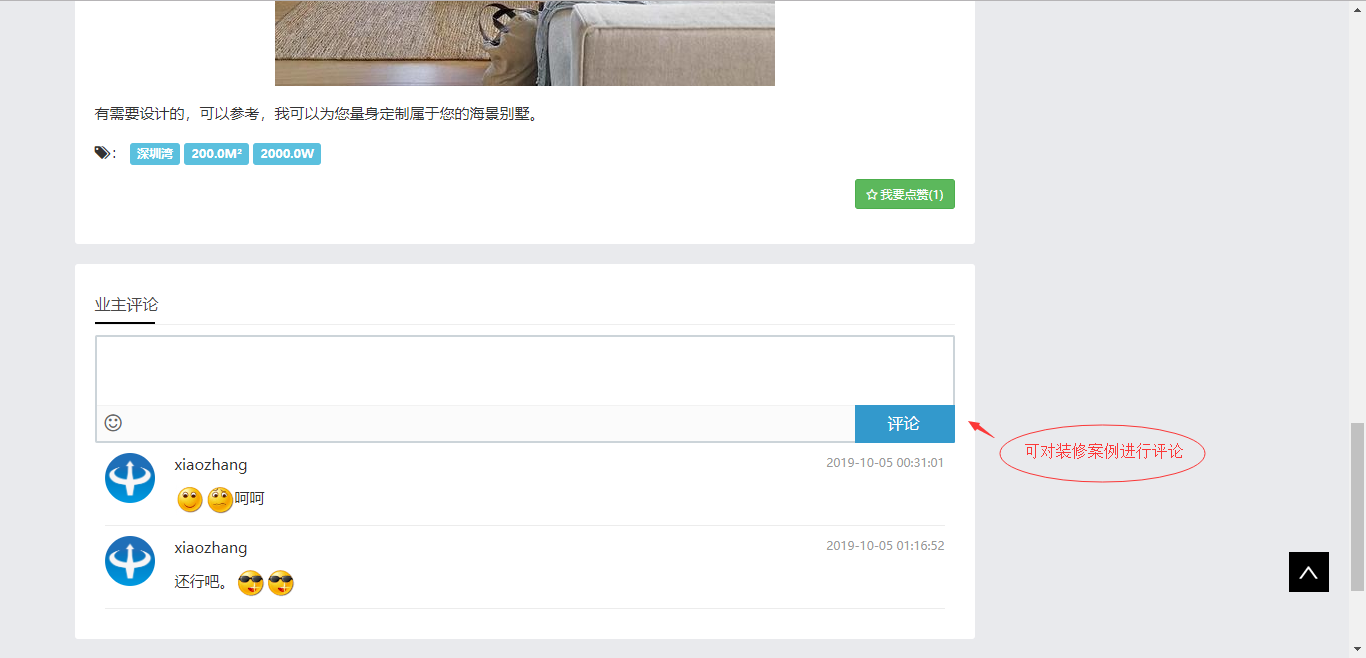 有需要设计的，可以参考，我可以为您量身定制属于您的海景别墅。
: 深圳湾 200.0M² 2000.0W
我要点赞(1)
业主评论
评论
可对装修案例进行评论
xiaozhang 2019-10-05 00:31:01
呵呵
xiaozhang 2019-10-05 01:16:52
还行吧。